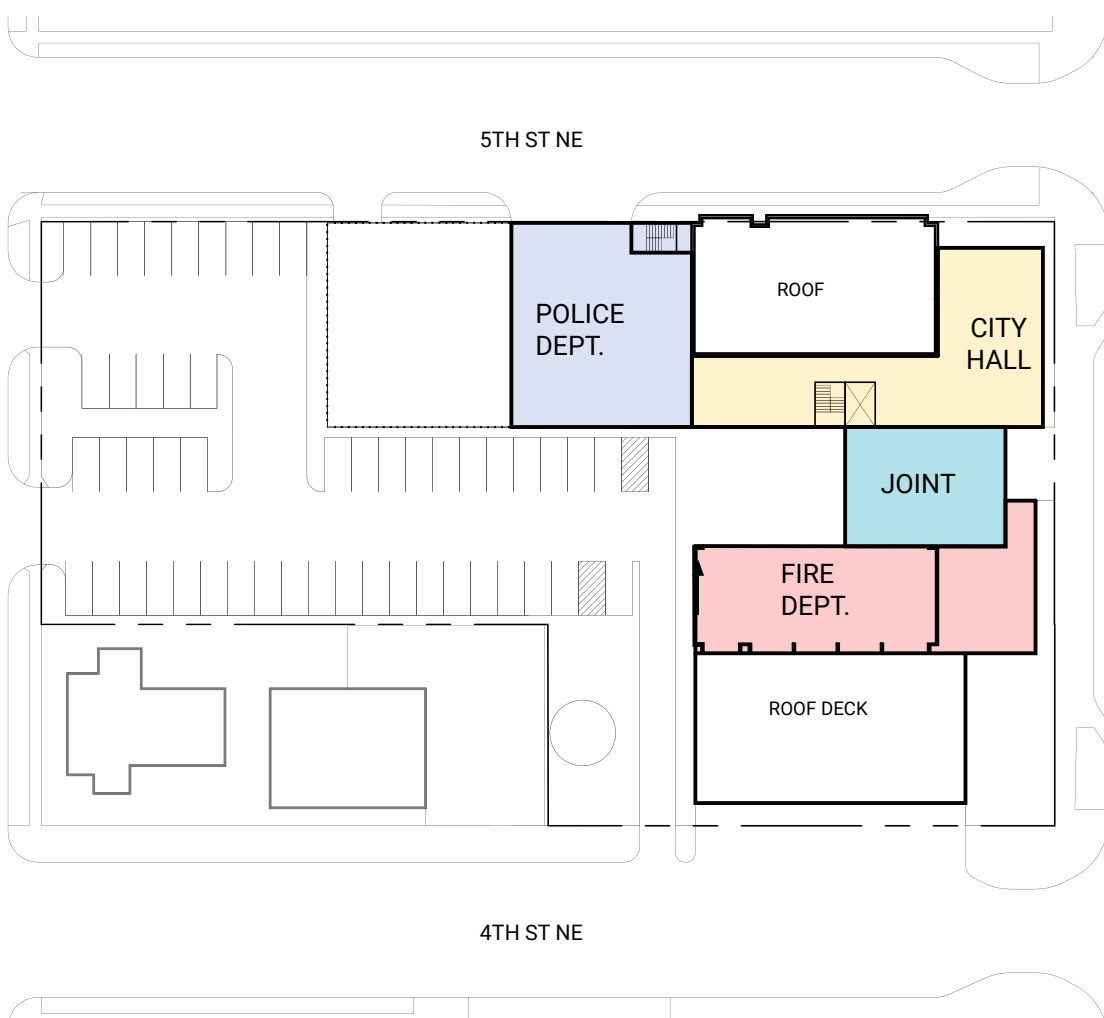 5TH ST NE
ROOF
POLICE
DEPT.
CITY
HALL
JOINT
FIRE
DEPT.
ROOF DECK
4TH ST NE